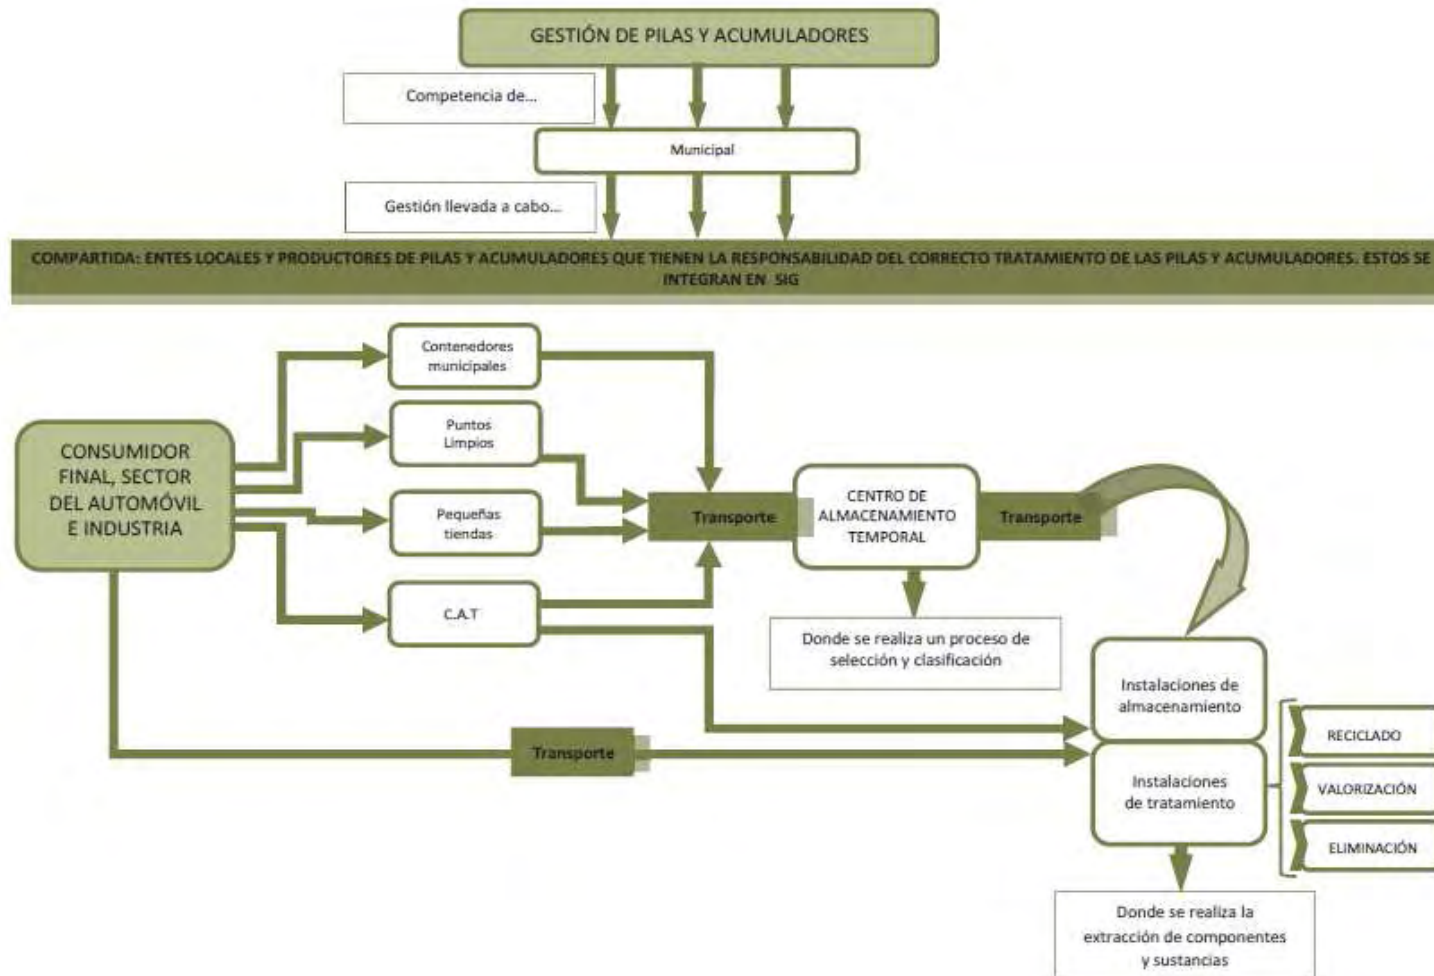 GESTIÓN DE PILAS Y ACUMULADORES
Competencia de...
Municipal
Gestión llevada a cabo...
COMPARTIDA: ENTES LOCALES Y PRODUCTORES DE PILAS Y ACUMULADORES QUE TIENEN LA RESPONSABILIDAD DEL CORRECTO TRATAMIENTO DE LAS PILAS Y ACUMULADORES. ESTOS SE
INTEGRAN EN SIG
Contenedores
municipales
Puntos
Limpios
CONSUMIDOR
FINAL, SECTOR
DEL AUTOMÓVIL
E INDUSTRIA
Pequeñas
tiendas
C.A.T
Transporte
CENTRO DE
ALMACENAMIENTO
TEMPORAL
Transporte
Donde se realiza un proceso de
selección y clasificación
Instalaciones de
almacenamiento
Transporte
Instalaciones
de tratamiento
RECICLADO
VALORIZACIÓN
ELIMINACIÓN
Donde se realiza la
extracción de componentes
y sustancias